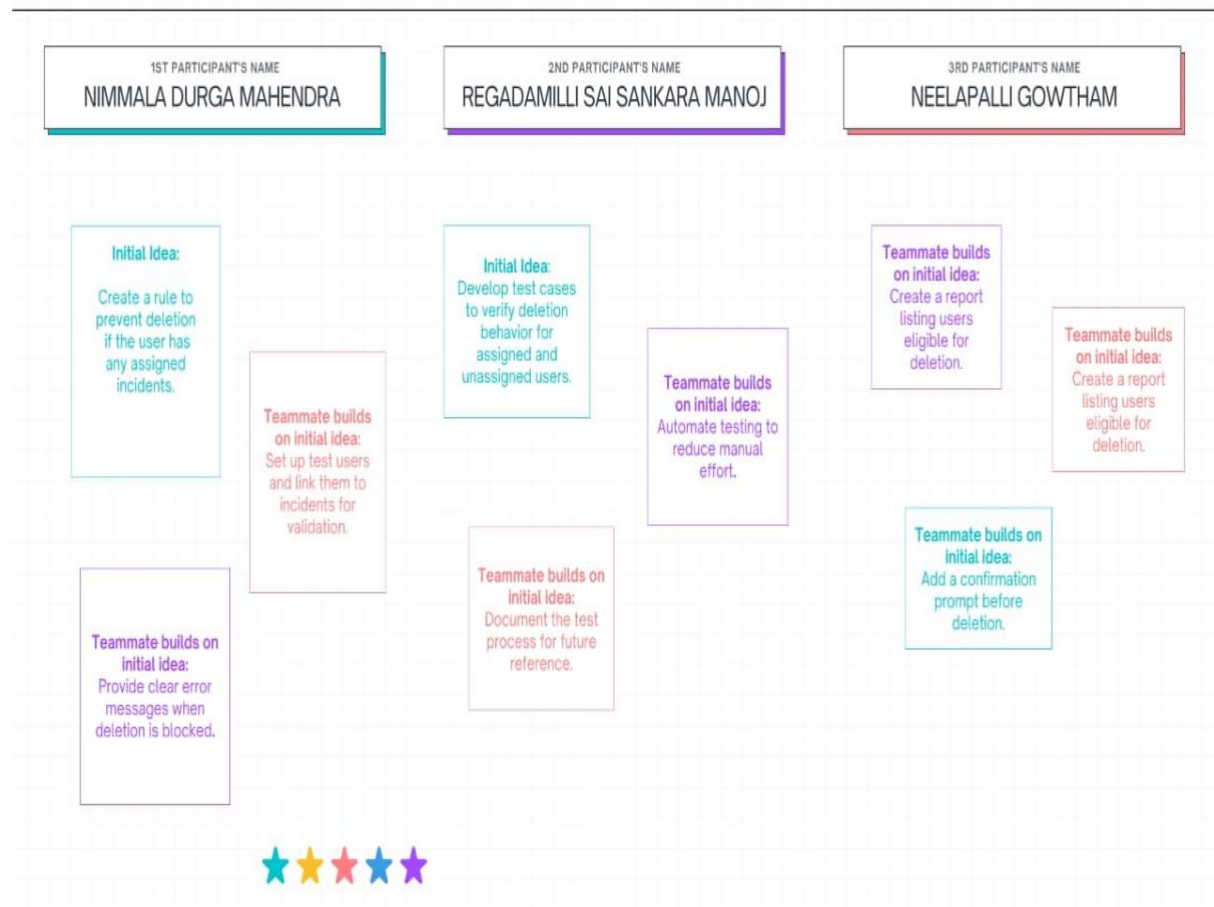 1ST PARTICIPANT'S NAME
NIMMALA DURGA MAHENDRA
2ND PARTICIPANT'S NAME
REGADAMILLI SAI SANKARA MANOJ
3RD PARTICIPANT'S NAME
NEELAPALLI GOWTHAM
Initial Idea:
Create a rule to
prevent deletion
if the user has
any assigned
incidents.
Teammate builds
on initial idea:
Set up test users
and link them to
incidents for
validation.
Teammate builds on
initial idea:
Provide clear error
messages when
deletion is blocked.
Initial Idea:
Develop test cases
to verify deletion
behavior for
assigned and
unassigned users.
Teammate builds
on initial idea:
Automate testing to
reduce manual
effort.
Teammate builds on
initial idea:
Document the test
process for future
reference.
Teammate builds
on initial idea:
Create a report
listing users
eligible for
deletion.
Teammate builds
on initial idea:
Create a report
listing users
eligible for
deletion.
Teammate builds on
initial idea:
Add a confirmation
prompt before
deletion.